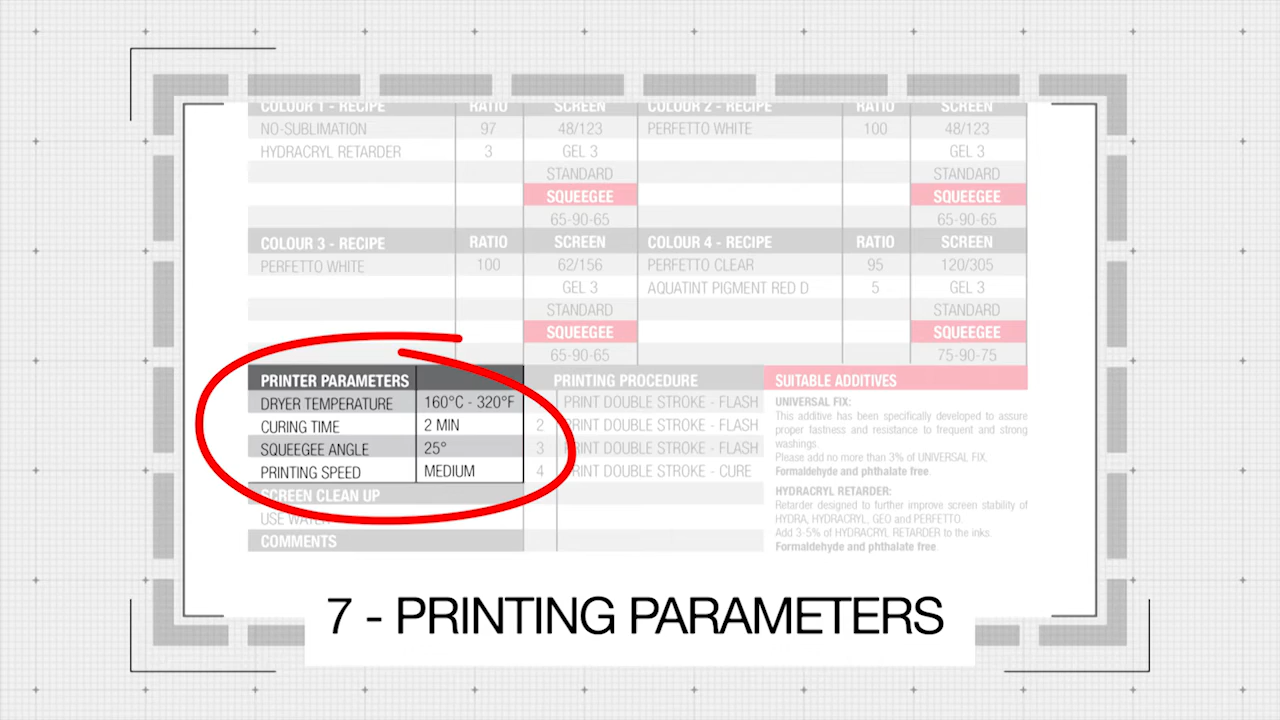 COLOUR 1 - RECIPE RATIO SCREEN COLOUR 2 - RECIPE RATIO SCREEN
NO-SUBLIMATION 97 48/123 PERFETTO WHITE 100 48/123
HYDRACRYL RETARDER 3 GEL 3 GEL 3
STANDARD STANDARD
SQUEEGEE SQUEEGEE
65-90-65 65-90-65
COLOUR 3 - RECIPE RATIO SCREEN COLOUR 4 - RECIPE RATIO SCREEN
PERFETTO WHITE 100 62/156 PERFETTO CLEAR 95 120/305
GEL 3 AQUATINT PIGMENT RED D 5 GEL 3
STANDARD STANDARD
SQUEEGEE SQUEEGEE
65-90-65 75-90-75
PRINTER PARAMETERS
DRYER TEMPERATURE 160°C - 320°F
CURING TIME 2 MIN
SQUEEGEE ANGLE 25°
PRINTING SPEED MEDIUM
SCREEN CLEAN UP
USE WATER
COMMENTS
PRINTING PROCEDURE
PRINT DOUBLE STROKE - FLASH
2 PRINT DOUBLE STROKE - FLASH
3 PRINT DOUBLE STROKE - FLASH
4 PRINT DOUBLE STROKE - CURE
SUITABLE ADDITIVES
UNIVERSAL FIX:
This additive has been specifically developed to assure
proper fastness and resistance to frequent and strong
washings.
Please add no more than 3% of UNIVERSAL FIX.
Formaldehyde and phthalate free.
HYDRACRYL RETARDER:
Retarder designed to further improve screen stability of
HYDRA, HYDRACRYL, GEO and PERFETTO.
Add 3-5% of HYDRACRYL RETARDER to the inks.
Formaldehyde and phthalate free.
7 - PRINTING PARAMETERS